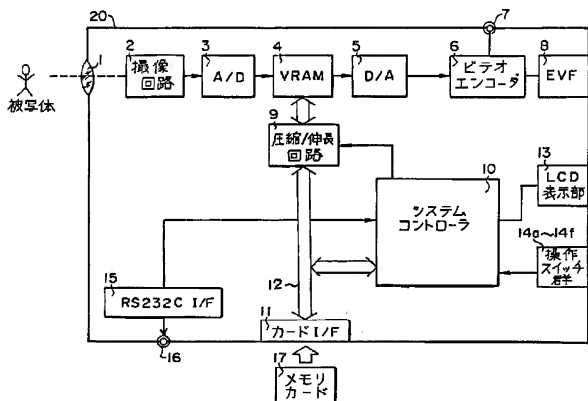 20
7
1
2
撮像
回路
3
A/D
4
VRAM
5
D/A
6
ビデオ
エンコーダ
8
EVF
被写体
9
圧縮/伸長
回路
10
システム
コントローラ
13
LCD
表示部
14a~14f
操作
スイッチ
群
15
RS232C I/F
12
11
カードI/F
16
17
メモリ
カード